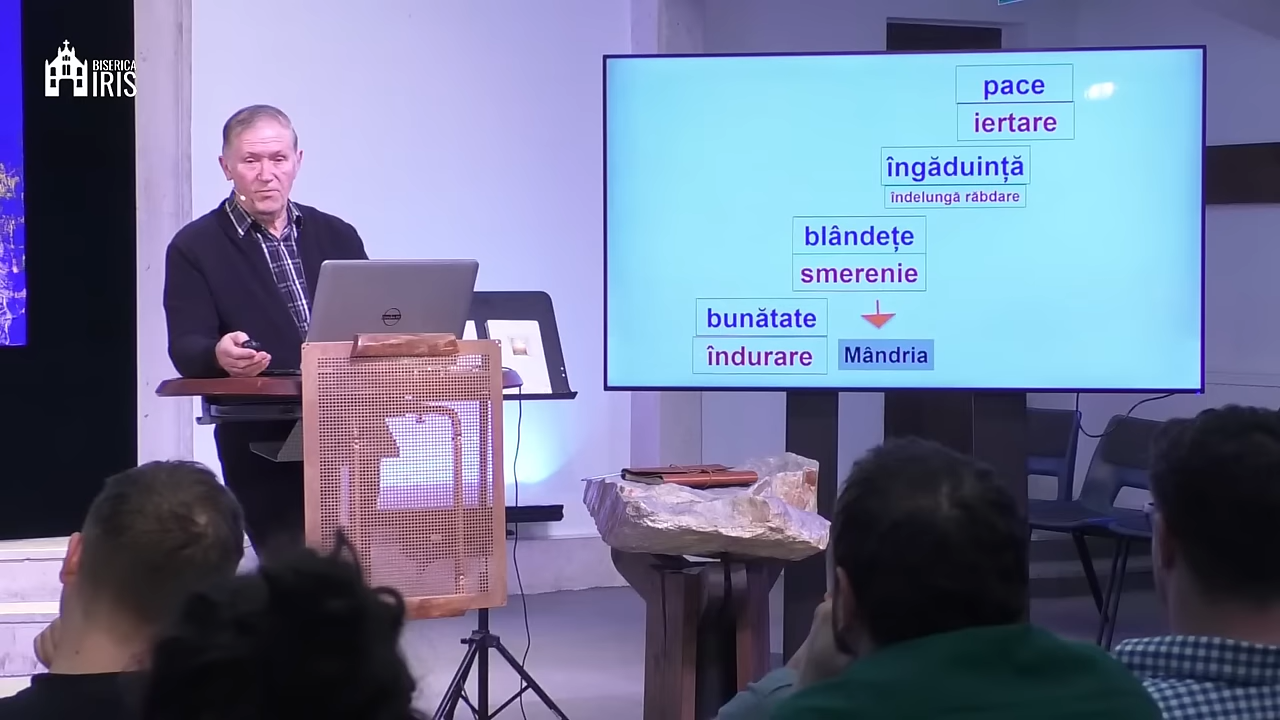 BISERICA
IRIS
pace
iertare
îngăduință
îndelungă răbdare
blândețe
smerenie
bunătate
îndurare
Mândria